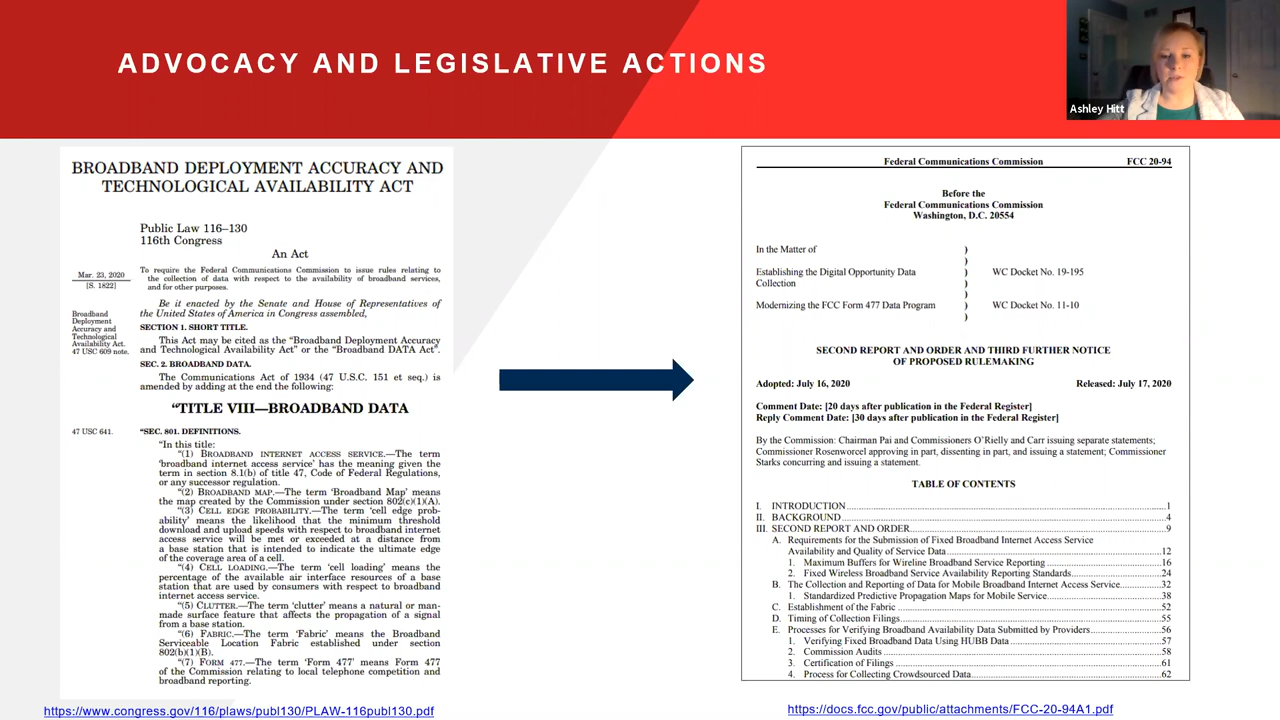 ADVOCACY AND LEGISLATIVE ACTIONS
Ashley Hitt
BROADBAND DEPLOYMENT ACCURACY AND
TECHNOLOGICAL AVAILABILITY ACT
Public Law 116–130
116th Congress
An Act
Mar. 23, 2020
[S. 1822]
To require the Federal Communications Commission to issue rules relating to
the collection of data with respect to the availability of broadband services,
and for other purposes.
Be it enacted by the Senate and House of Representatives of
the United States of America in Congress assembled,
Broadband
Deployment
Accuracy and
Technological
Availability Act.
47 USC 609 note.
SECTION 1. SHORT TITLE.
This Act may be cited as the “Broadband Deployment Accuracy
and Technological Availability Act” or the “Broadband DATA Act”.
SEC. 2. BROADBAND DATA.
The Communications Act of 1934 (47 U.S.C. 151 et seq.) is
amended by adding at the end the following:
“TITLE VIII—BROADBAND DATA
47 USC 641.
“SEC. 801. DEFINITIONS.
“In this title:
“(1) BROADBAND INTERNET ACCESS SERVICE.—The term
‘broadband internet access service’ has the meaning given the
term in section 8.1(b) of title 47, Code of Federal Regulations,
or any successor regulation.
“(2) BROADBAND MAP.—The term ‘Broadband Map’ means
the map created by the Commission under section 802(c)(1)(A).
“(3) CELL EDGE PROBABILITY.—The term ‘cell edge prob-
ability’ means the likelihood that the minimum threshold
download and upload speeds with respect to broadband internet
access service will be met or exceeded at a distance from
a base station that is intended to indicate the ultimate edge
of the coverage area of a cell.
“(4) CELL LOADING.—The term ‘cell loading’ means the
percentage of the available air interface resources of a base
station that are used by consumers with respect to broadband
internet access service.
“(5) CLUTTER.—The term ‘clutter’ means a natural or man-
made surface feature that affects the propagation of a signal
from a base station.
“(6) FABRIC.—The term ‘Fabric’ means the Broadband
Serviceable Location Fabric established under section
802(b)(1)(B).
“(7) FORM 477.—The term ‘Form 477’ means Form 477
of the Commission relating to local telephone competition and
broadband reporting.
https://www.congress.gov/116/plaws/publ130/PLAW-116publ130.pdf
Federal Communications Commission FCC 20-94
Before the
Federal Communications Commission
Washington, D.C. 20554
In the Matter of )
)
Establishing the Digital Opportunity Data ) WC Docket No. 19-195
Collection )
)
Modernizing the FCC Form 477 Data Program ) WC Docket No. 11-10
)
SECOND REPORT AND ORDER AND THIRD FURTHER NOTICE
OF PROPOSED RULEMAKING
Adopted: July 16, 2020 Released: July 17, 2020
Comment Date: [20 days after publication in the Federal Register]
Reply Comment Date: [30 days after publication in the Federal Register]
By the Commission: Chairman Pai and Commissioners O’Rielly and Carr issuing separate statements;
Commissioner Rosenworcel approving in part, dissenting in part, and issuing a statement; Commissioner
Starks concurring and issuing a statement.
TABLE OF CONTENTS
I. INTRODUCTION 1
II. BACKGROUND 4
III. SECOND REPORT AND ORDER 9
A. Requirements for the Submission of Fixed Broadband Internet Access Service
Availability and Quality of Service Data 12
1. Maximum Buffers for Wireline Broadband Service Reporting 16
2. Fixed Wireless Broadband Service Availability Reporting Standards 24
B. The Collection and Reporting of Data for Mobile Broadband Internet Access Service 32
1. Standardized Predictive Propagation Maps for Mobile Service 38
C. Establishment of the Fabric 52
D. Timing of Collection Filings 55
E. Processes for Verifying Broadband Availability Data Submitted by Providers 56
1. Verifying Fixed Broadband Data Using HUBB Data 57
2. Commission Audits 58
3. Certification of Filings 61
4. Process for Collecting Crowdsourced Data 62
https://docs.fcc.gov/public/attachments/FCC-20-94A1.pdf